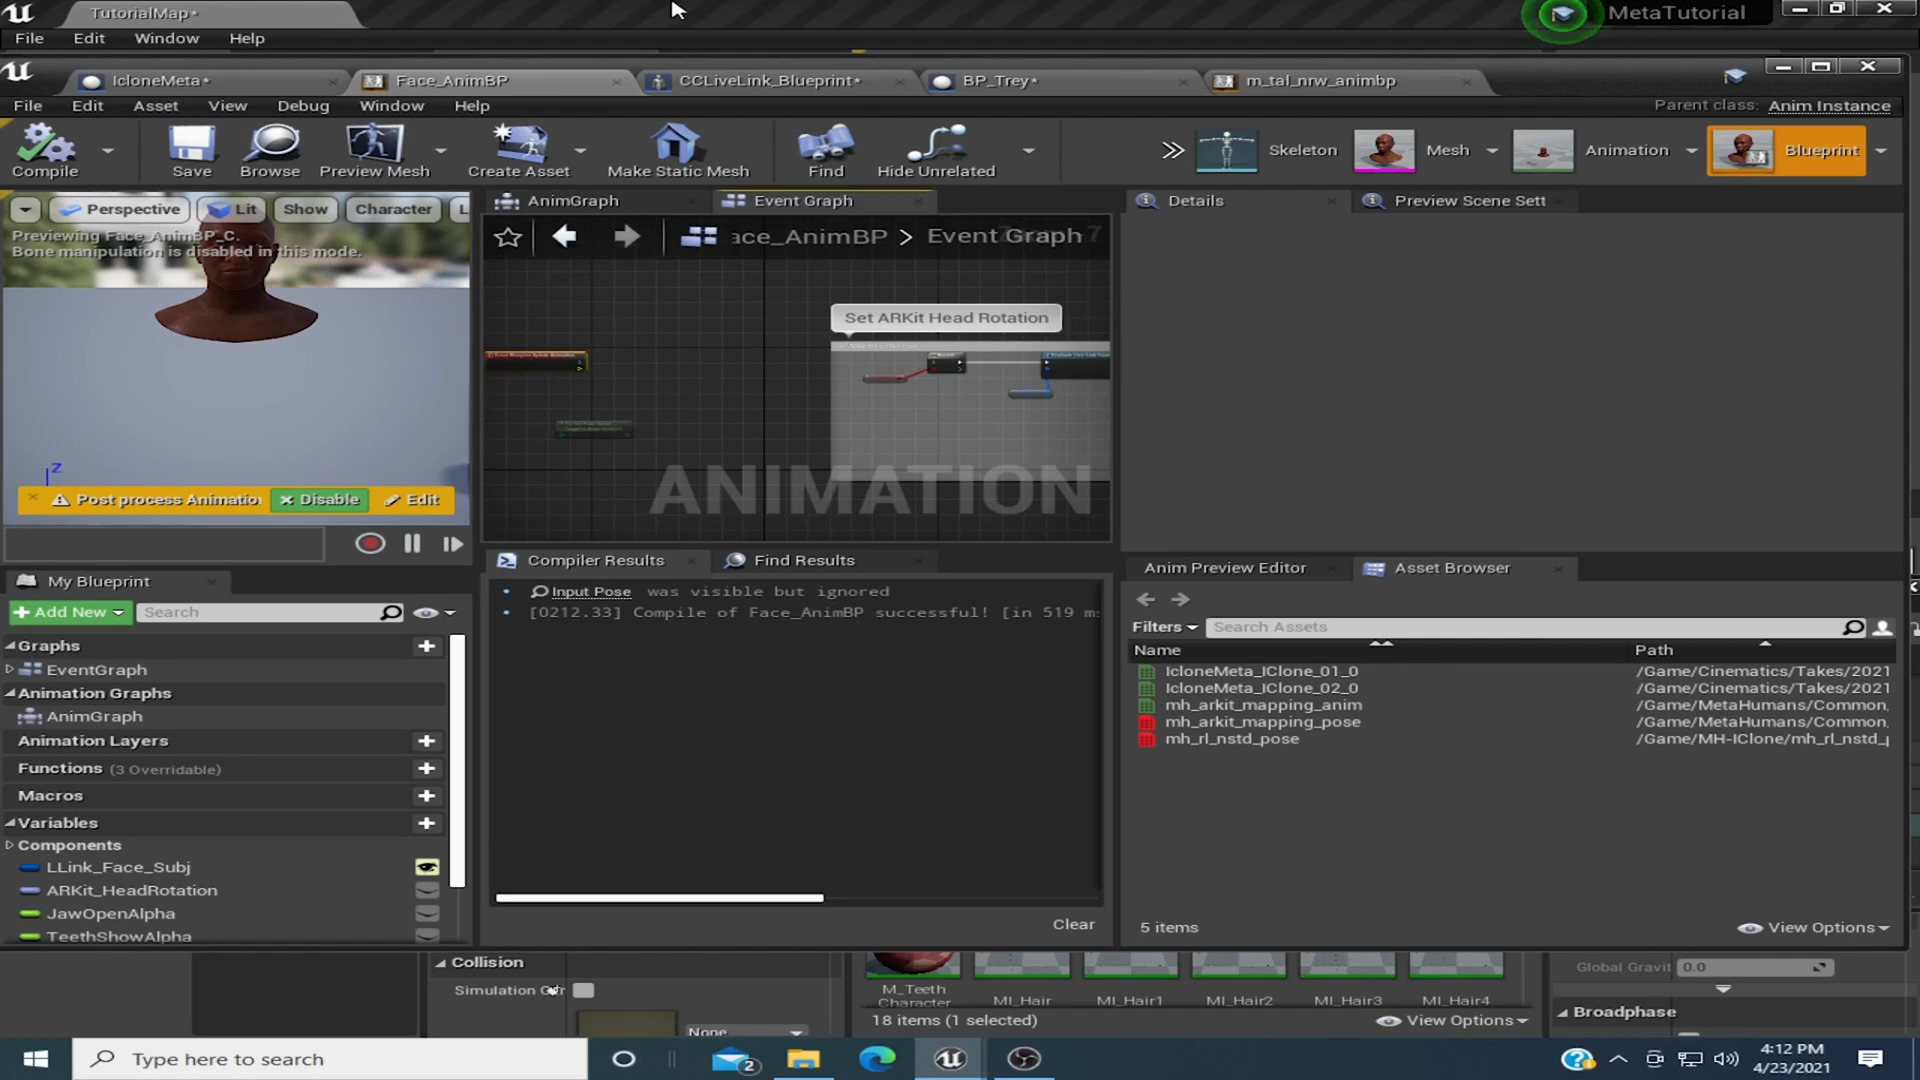 TutorialMap*
MetaTutorial
File Edit Window Help
IcloneMeta* Face_AnimBP CCLiveLink_Blueprint* BP_Trey* m_tal_nrw_animbp
File Edit Asset View Debug Window Help
Parent class: Anim Instance
Compile Save Browse Preview Mesh Create Asset Make Static Mesh Find Hide Unrelated
Skeleton Mesh Animation Blueprint
Perspective Lit Show Character L
Previewing Face_AnimBP_C.
Bone manipulation is disabled in this mode.
Z
Post process Animatio Disable Edit
AnimGraph Event Graph
ace_AnimBP > Event Graph
Set ARKit Head Rotation
ANIMATION
Details Preview Scene Sett
My Blueprint
Add New Search
Graphs
EventGraph
Animation Graphs
AnimGraph
Animation Layers
Functions (3 Overridable)
Macros
Variables
Components
LLink_Face_Subj
ARKit_HeadRotation
JawOpenAlpha
TeethShowAlpha
Compiler Results Find Results
Input Pose was visible but ignored
[0212.33] Compile of Face_AnimBP successful! [in 519 m
Clear
Anim Preview Editor Asset Browser
Filters Search Assets
Name Path
IcloneMeta_IClone_01_0 /Game/Cinematics/Takes/2021
IcloneMeta_IClone_02_0 /Game/Cinematics/Takes/2021
mh_arkit_mapping_anim /Game/MetaHumans/Common
mh_arkit_mapping_pose /Game/MetaHumans/Common
mh_rl_nstd_pose /Game/MH-IClone/mh_rl_nstd_
5 items
View Options
Collision
Simulation
None
M_Teeth
Character MI_Hair MI_Hair1 MI_Hair2 MI_Hair3 MI_Hair4
18 items (1 selected)
View Options
Global Gravit 0.0
Broadphase
Type here to search
2
4:12 PM
4/23/2021